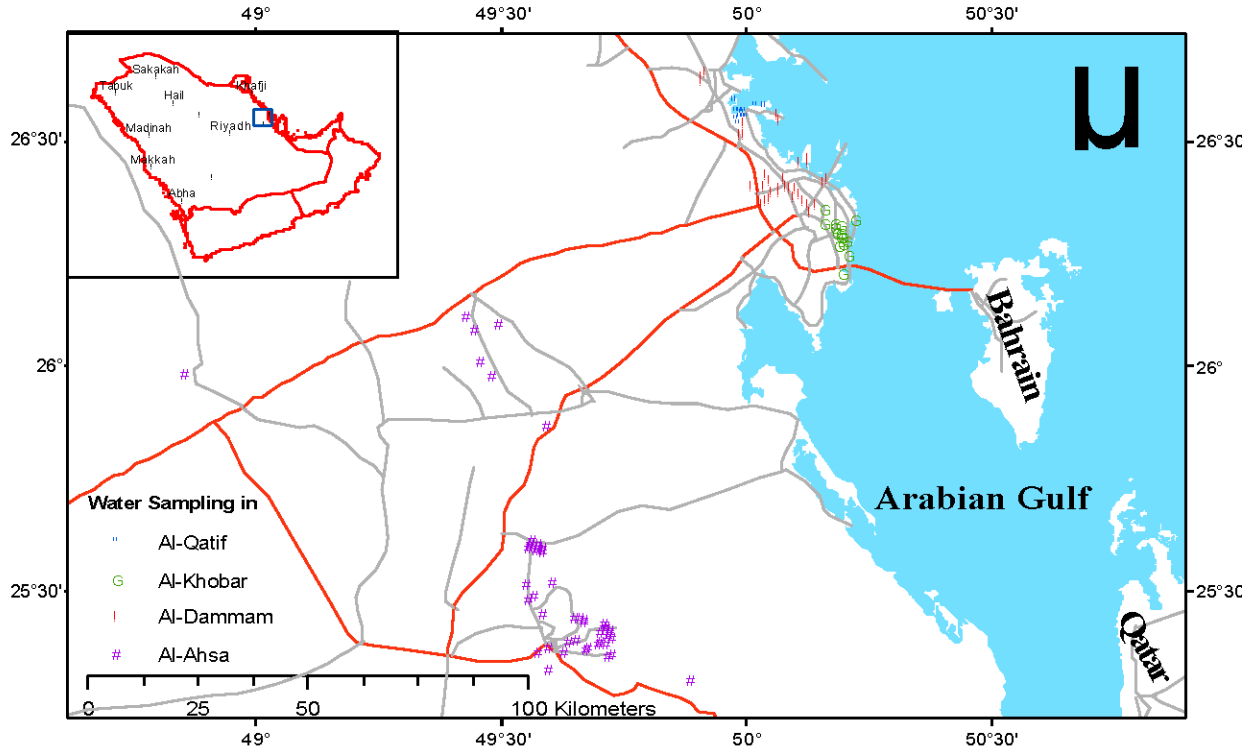 49°
49°30'
50°
50°30'
26°30'
26°30'
26°
26°
25°30'
25°30'
49°
49°30'
50°
50°30'
µ
Sakakah
Tabuk
Khafji
Hail
Riyadh
Madinah
Makkah
Abha
Bahrain
Arabian Gulf
Qatar
Water Sampling in
" Al-Qatif
G Al-Khobar
! Al-Dammam
# Al-Ahsa
0 25 50 100 Kilometers